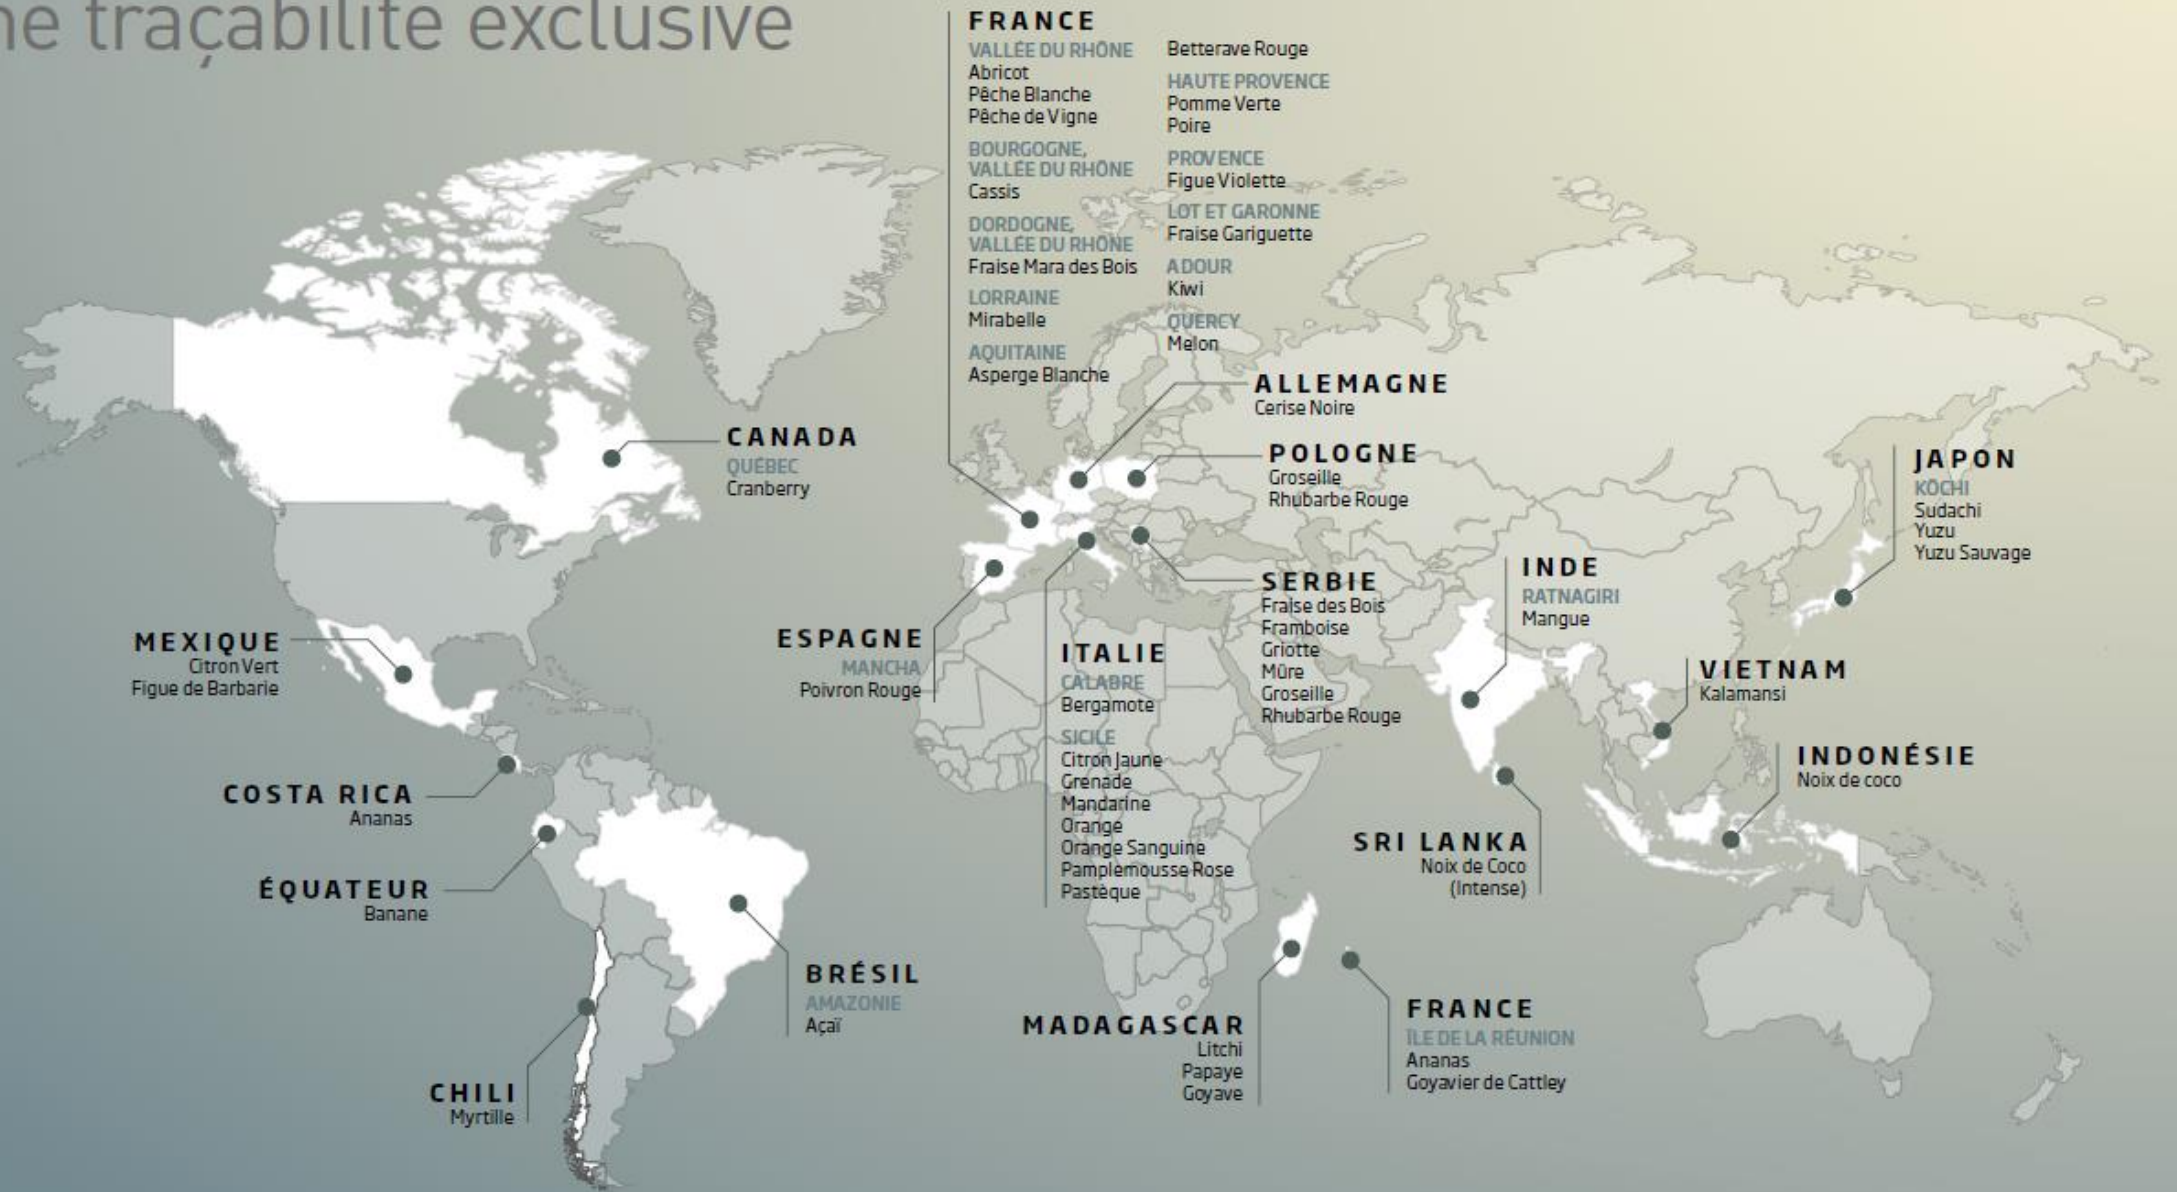 ne traçabilité exclusive
FRANCE
VALLÉE DU RHÔNE
Abricot
Pêche Blanche
Pêche de Vigne
BOURGOGNE,
VALLÉE DU RHÔNE
Cassis
DORDOGNE,
VALLÉE DU RHÔNE
Fraise Mara des Bois
LORRAINE
Mirabelle
AQUITAINE
Asperge Blanche
Betterave Rouge
HAUTE PROVENCE
Pomme Verte
Poire
PROVENCE
Figue Violette
LOT ET GARONNE
Fraise Gariguette
ADOUR
Kiwi
QUERCY
Melon
ALLEMAGNE
Cerise Noire
POLOGNE
Groseille
Rhubarbe Rouge
CANADA
QUÉBEC
Cranberry
JAPON
KÔCHI
Sudachi
Yuzu
Yuzu Sauvage
INDE
RATNAGIRI
Mangue
SERBIE
Fraise des Bois
Framboise
Griotte
Mûre
Groseille
Rhubarbe Rouge
MEXIQUE
Citron Vert
Figue de Barbarie
ESPAGNE
MANCHA
Poivron Rouge
ITALIE
CALABRE
Bergamote
SICILE
Citron Jaune
Grenade
Mandarine
Orange
Orange Sanguine
Pamplemousse Rose
Pastèque
VIETNAM
Kalamansi
INDONÉSIE
Noix de coco
COSTA RICA
Ananas
SRI LANKA
Noix de Coco
(Intense)
ÉQUATEUR
Banane
BRÉSIL
AMAZONIE
Açaï
MADAGASCAR
Litchi
Papaye
Goyave
FRANCE
ÎLE DE LA RÉUNION
Ananas
Goyavier de Cattley
CHILI
Myrtille